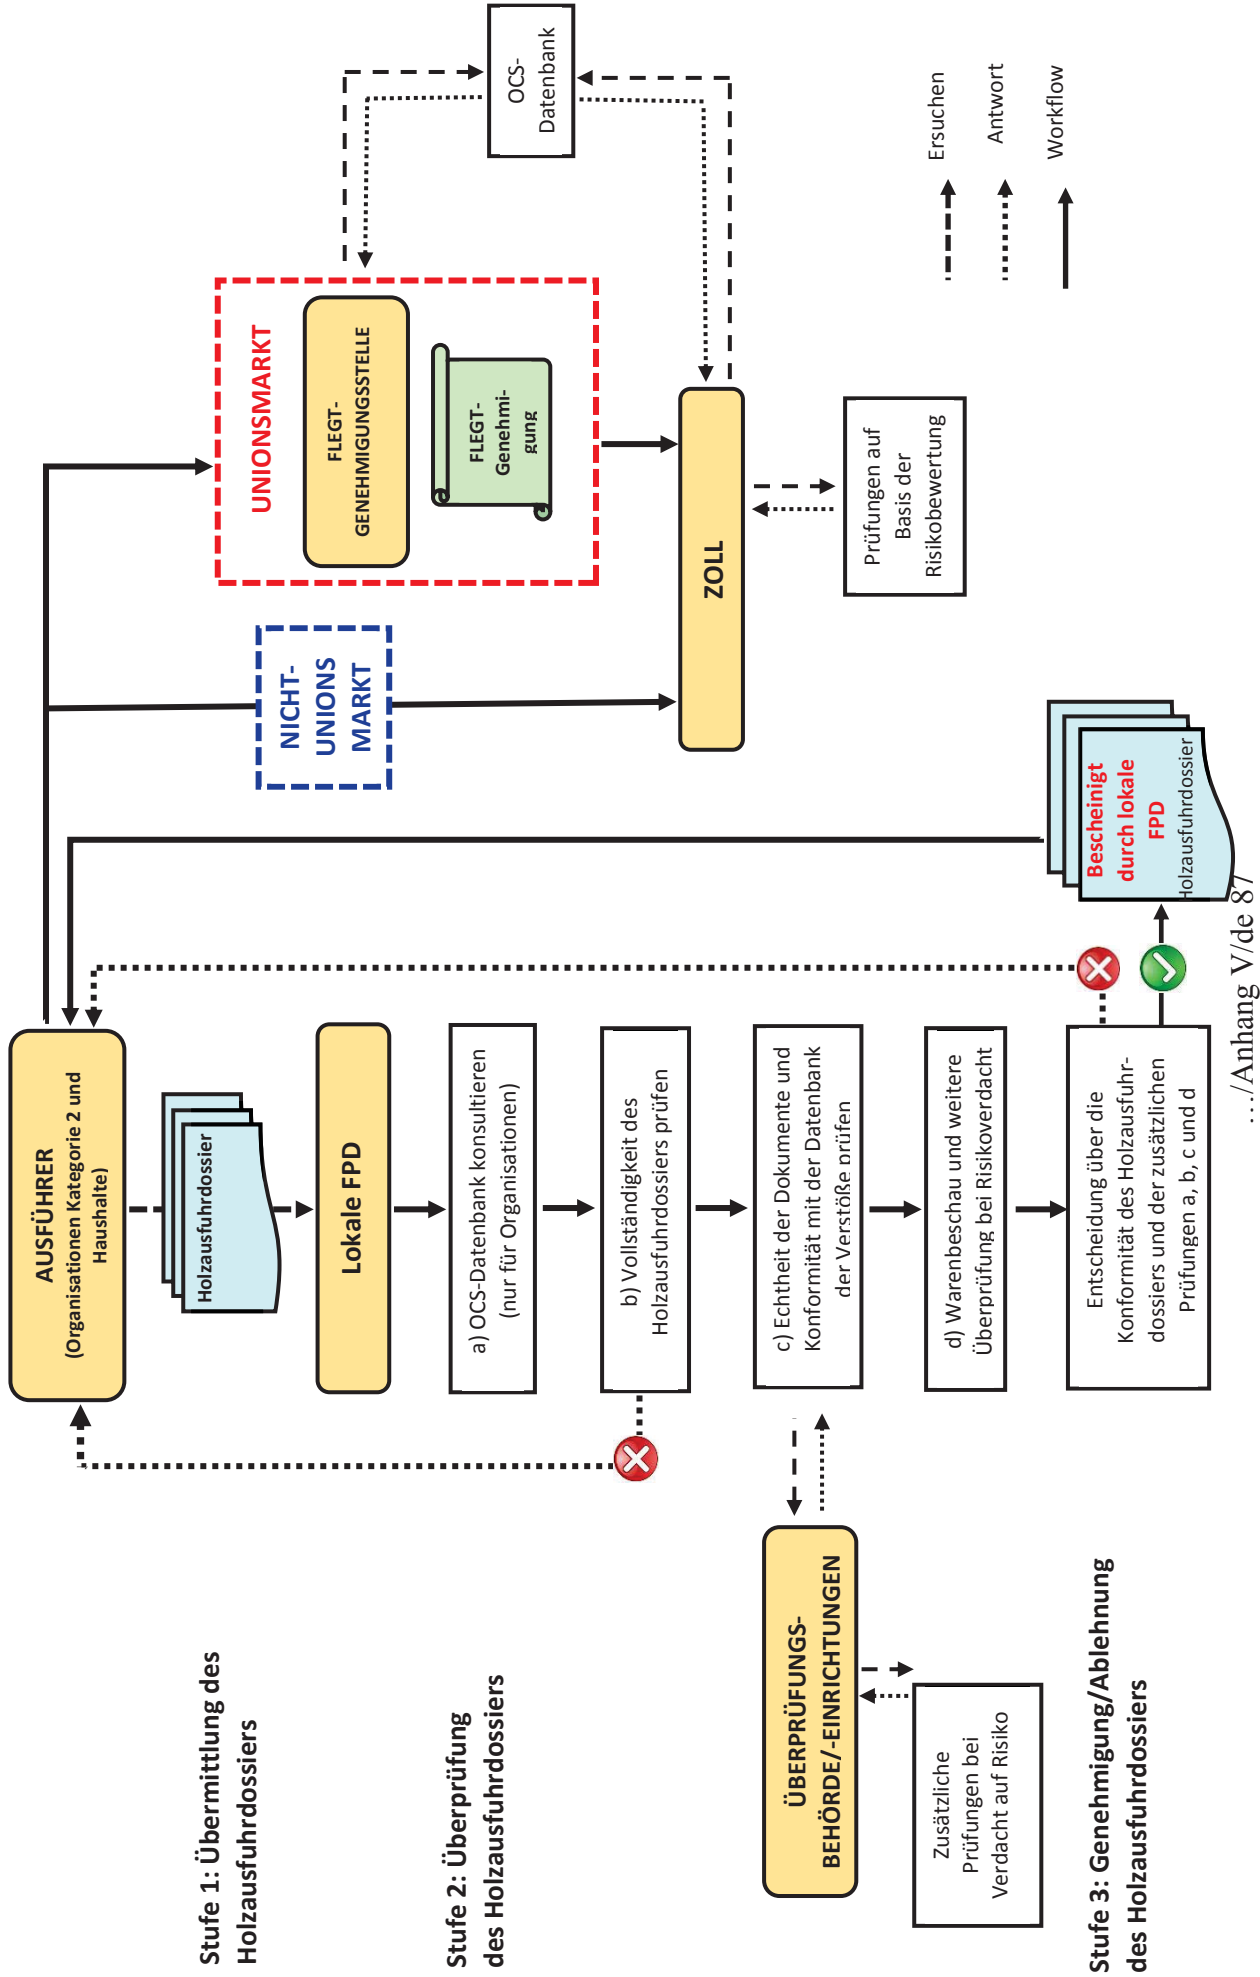 Stufe 1: Übermittlung des
Holzausfuhrdossiers
Stufe 2: Überprüfung
des Holzausfuhrdossiers
Stufe 3: Genehmigung/Ablehnung
des Holzausfuhrdossiers
ÜBERPRÜFUNGS-
BEHÖRDE/-EINRICHTUNGEN
Zusätzliche
Prüfungen bei
Verdacht auf Risiko
AUSFÜHRER
(Organisationen Kategorie 2 und
Haushalte)
Holzausfuhrdossier
Lokale FPD
a) OCS-Datenbank konsultieren
(nur für Organisationen)
b) Vollständigkeit des
Holzausfuhrdossiers prüfen
c) Echtheit der Dokumente und
Konformität mit der Datenbank
der Verstöße prüfen
d) Warenbeschau und weitere
Überprüfung bei Risikoverdacht
Entscheidung über die
Konformität des Holzausfuhr-
dossiers und der zusätzlichen
Prüfungen a, b, c und d
Bescheinigt
durch lokale
FPD
Holzausfuhrdossier
NICHT-
UNIONS
MARKT
UNIONSMARKT
FLEGT-
GENEHMIGUNGSSTELLE
FLEGT-
Genehmi-
gung
ZOLL
Prüfungen auf
Basis der
Risikobewertung
OCS-
Datenbank
Ersuchen
Antwort
Workflow
…/Anhang V/de 87